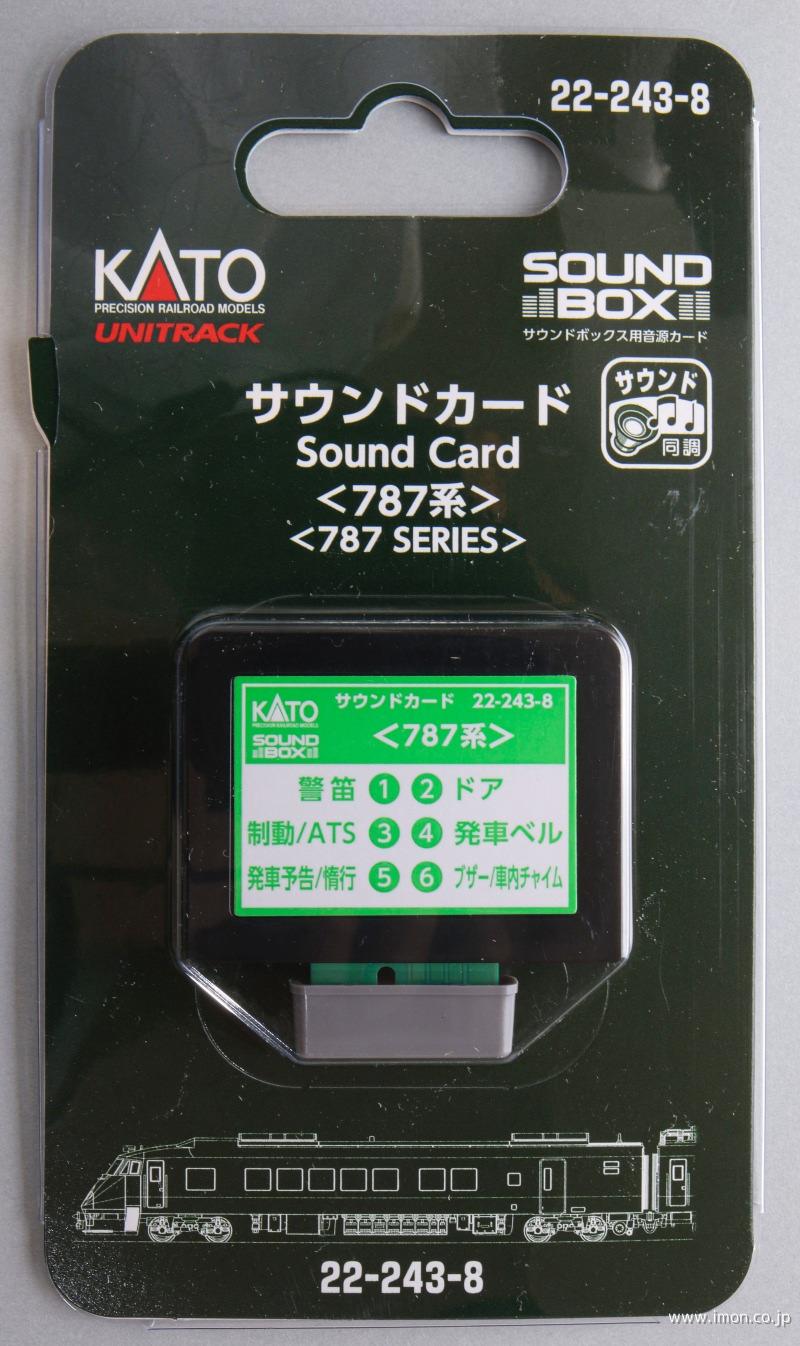 22-243-8
KATO
PRECISION RAILROAD MODELS
UNITRACK
SOUND
BOX
サウンドボックス用音源カード
サウンド
同調
サウンドカード
Sound Card
<787系>
<787 SERIES>
KATO
PRECISION RAILROAD MODELS
サウンドカード 22-243-8
SOUND
BOX
<787系>
警笛 1 2 ドア
制動/ATS 3 4 発車ベル
発車予告/惰行 5 6 ブザー/車内チャイム
22-243-8
www.imon.co.jp